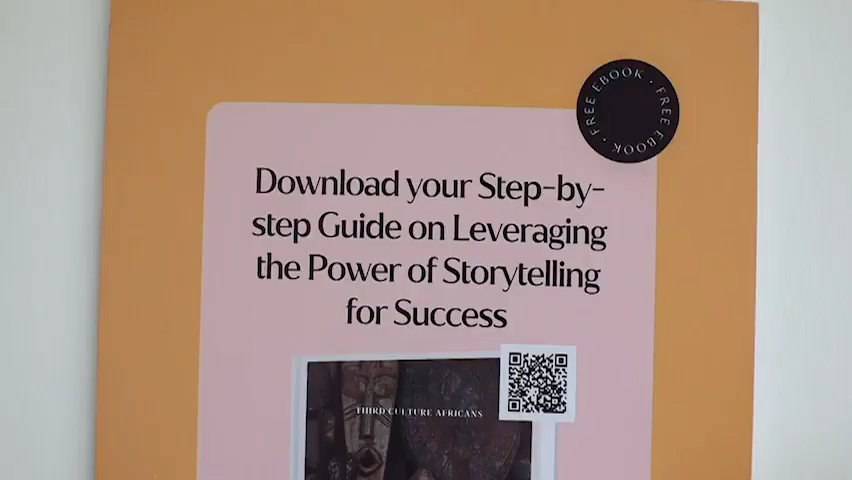 FREE EBOOK · FREE EBOOK ·
Download your Step-by-
step Guide on Leveraging
the Power of Storytelling
for Success
THIRD CULTURE AFRICANS